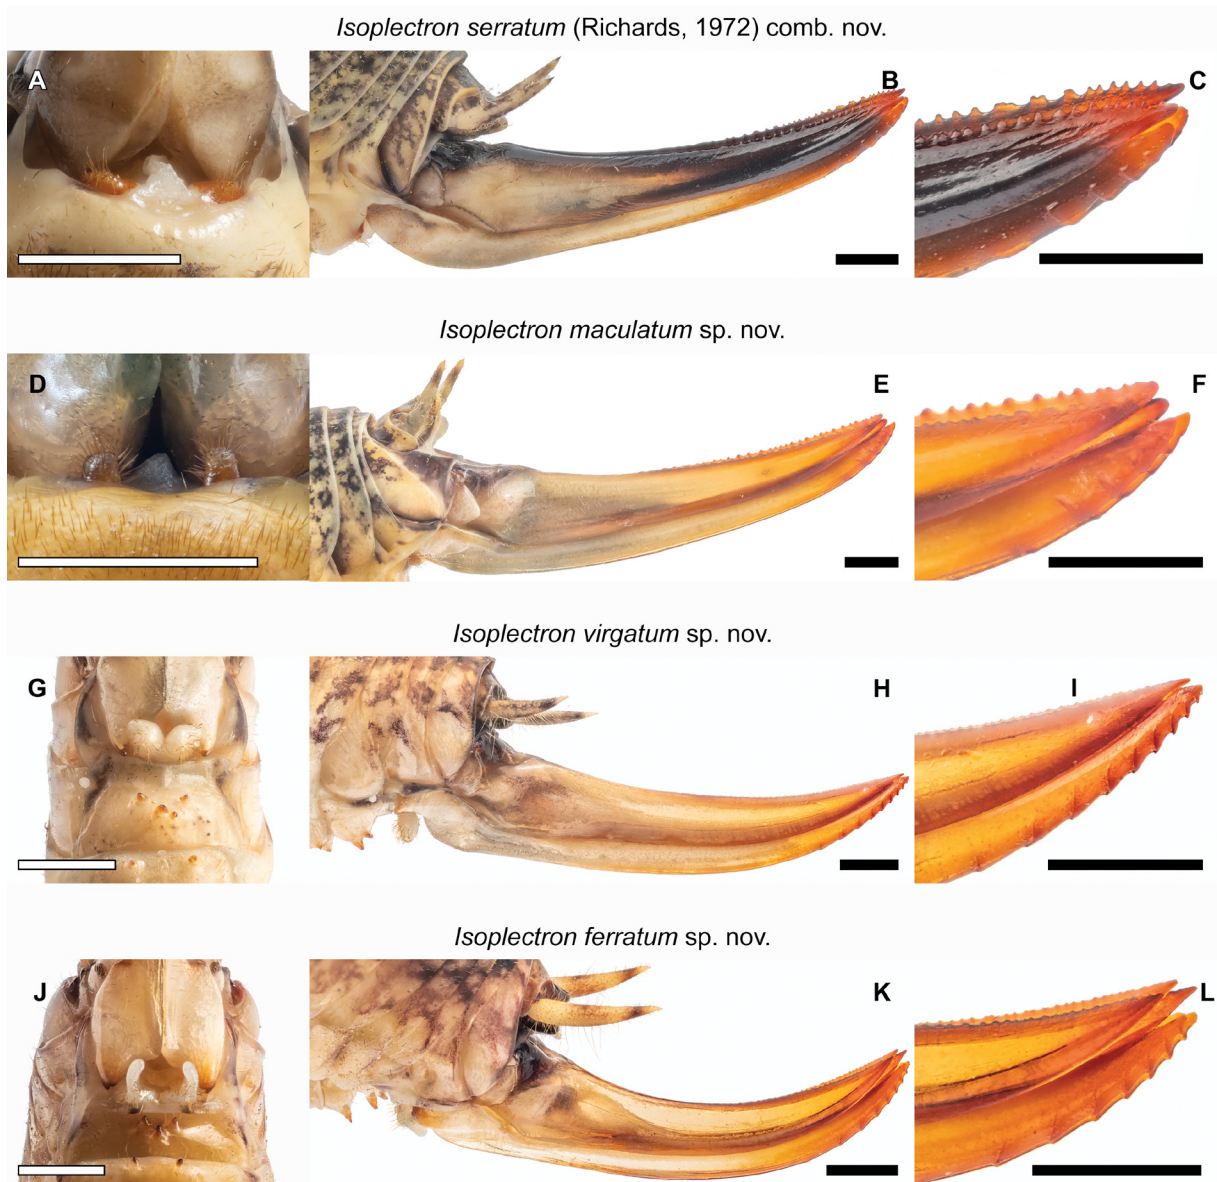 Isoplectron serratum (Richards, 1972) comb. nov.
A
B
C
Isoplectron maculatum sp. nov.
D
E
F
Isoplectron virgatum sp. nov.
G
H
I
Isoplectron ferratum sp. nov.
J
K
L